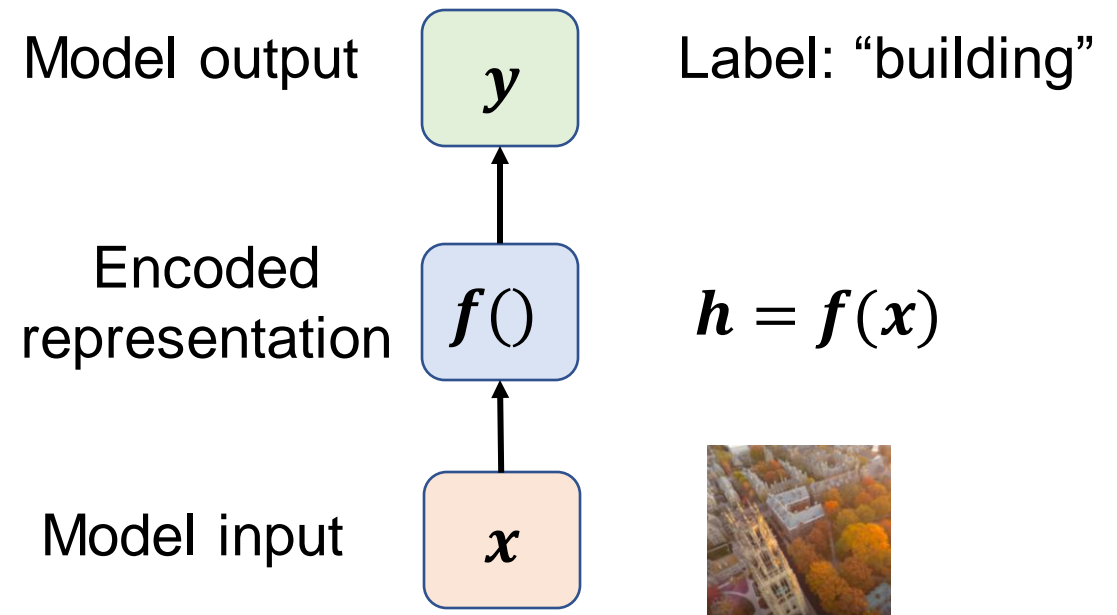 Model output
y
Label: “building”
Encoded
representation
f()
h = f(x)
Model input
x